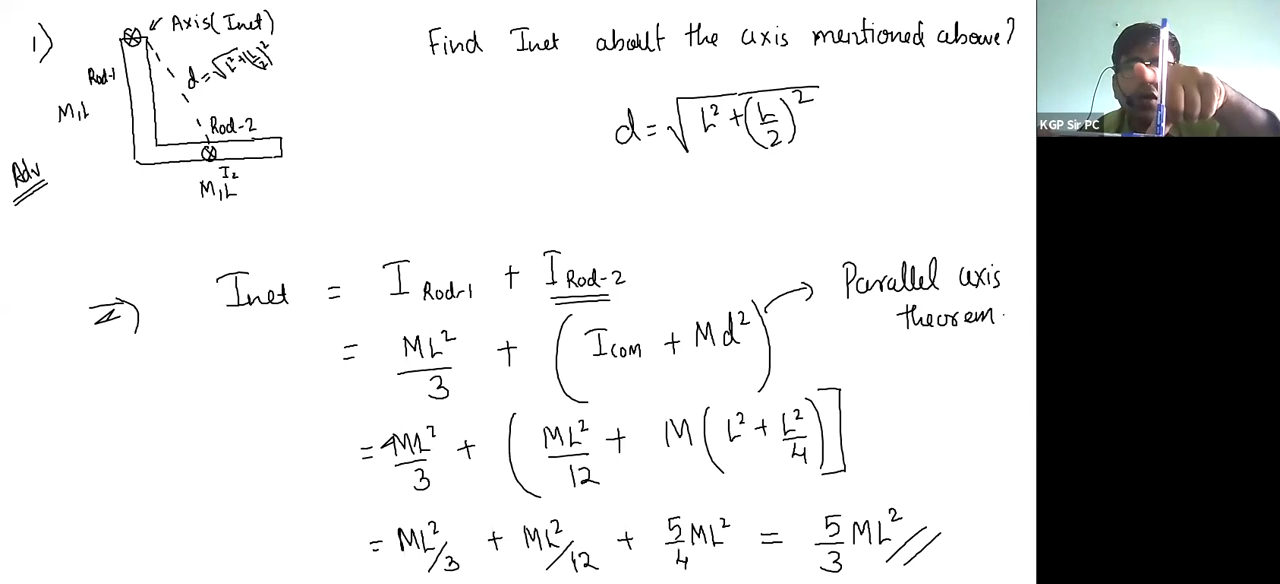 1)
Axis (Inet)
Find Inet about the axis mentioned above?
Rod-1
d=√L²+(L/2)²
M,L
Rod-2
I₂
M,L
Adv
d = √L² + (L/2)²
KGP Sir PC
Inet = I Rod-1 + I Rod-2
Parallel axis
theorem.
= ML²/3 + (Icom + Md²)
= ML²/3 + (ML²/12 + M(L² + L²/4)]
= ML²/3 + ML²/12 + 5/4 ML² = 5/3 ML²//